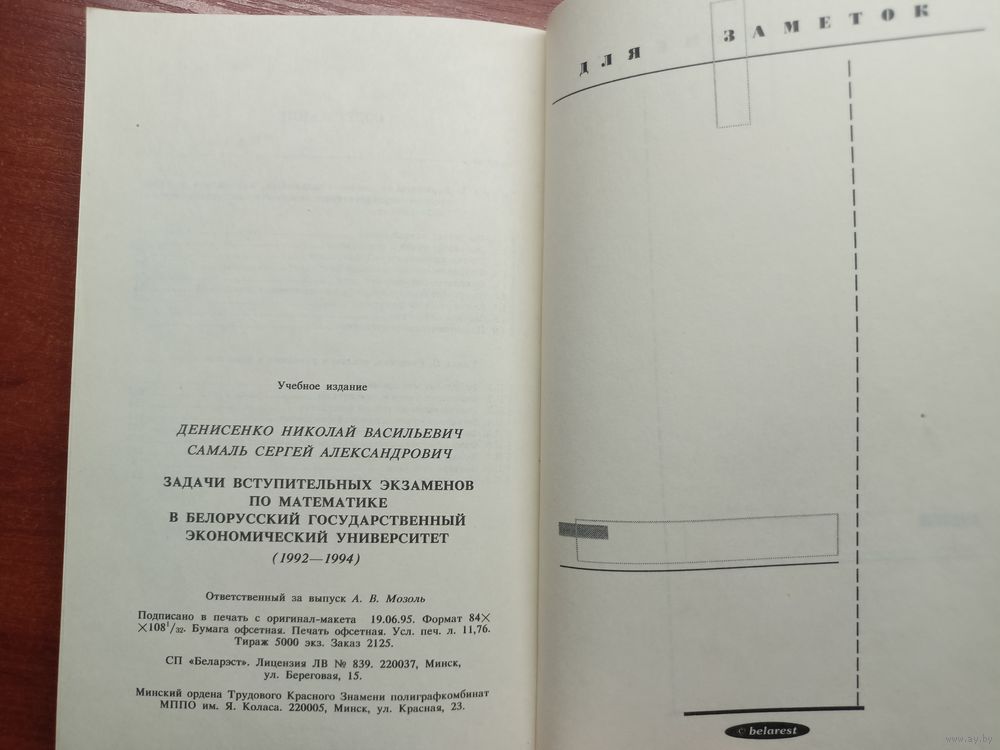 Учебное издание
ДЕНИСЕНКО НИКОЛАЙ ВАСИЛЬЕВИЧ
САМАЛЬ СЕРГЕЙ АЛЕКСАНДРОВИЧ
ЗАДАЧИ ВСТУПИТЕЛЬНЫХ ЭКЗАМЕНОВ
ПО МАТЕМАТИКЕ
В БЕЛОРУССКИЙ ГОСУДАРСТВЕННЫЙ
ЭКОНОМИЧЕСКИЙ УНИВЕРСИТЕТ
(1992—1994)
Ответственный за выпуск А. В. Мозоль
Подписано в печать с оригинал-макета 19.06.95. Формат 84×
×108¹/₃₂. Бумага офсетная. Печать офсетная. Усл. печ. л. 11,76.
Тираж 5000 экз. Заказ 2125.
СП «Беларэст». Лицензия ЛВ № 839. 220037, Минск,
ул. Береговая, 15.
Минский ордена Трудового Красного Знамени полиграфкомбинат
МППО им. Я. Коласа. 220005, Минск, ул. Красная, 23.
ДЛЯ ЗАМЕТОК
© belarest
www.ay.by